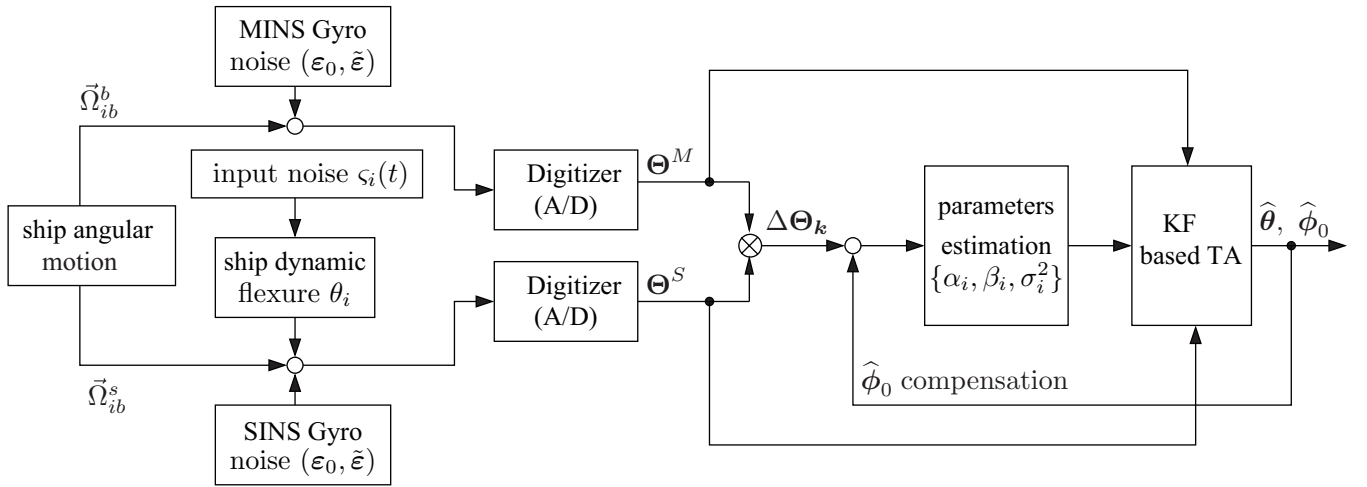 MINS Gyro
noise (ε₀, ε̃)
Ω⃗ᵇᵢᵦ
input noise ςᵢ(t)
ship angular
motion
ship dynamic
flexure θᵢ
Ω⃗ˢᵢᵦ
SINS Gyro
noise (ε₀, ε̃)
Digitizer
(A/D)
Θᴹ
Digitizer
(A/D)
Θˢ
ΔΘₖ
parameters
estimation
{αᵢ, βᵢ, σᵢ²}
KF
based TA
θ̂, ϕ̂₀
ϕ̂₀ compensation